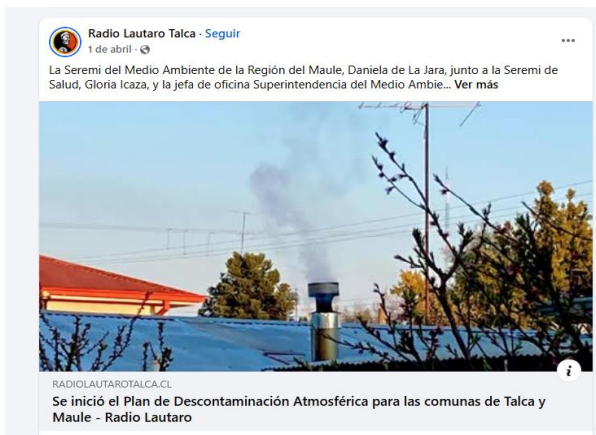 Radio Lautaro Talca · Seguir
1 de abril ·
La Seremi del Medio Ambiente de la Región del Maule, Daniela de La Jara, junto a la Seremi de
Salud, Gloria Icaza, y la jefa de oficina Superintendencia del Medio Ambie... Ver más
RADIOLAUTAROTALCA.CL
Se inició el Plan de Descontaminación Atmosférica para las comunas de Talca y
Maule - Radio Lautaro